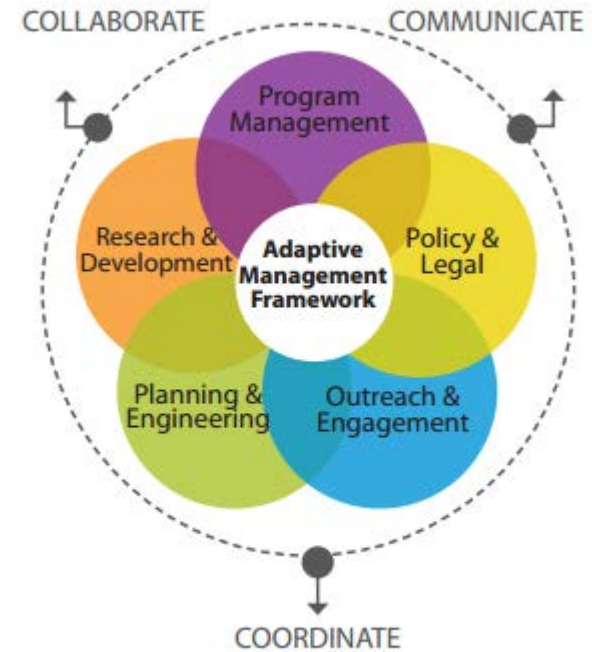 COLLABORATE
COMMUNICATE
Program
Management
Research &
Development
Adaptive
Management
Framework
Policy &
Legal
Planning &
Engineering
Outreach &
Engagement
COORDINATE